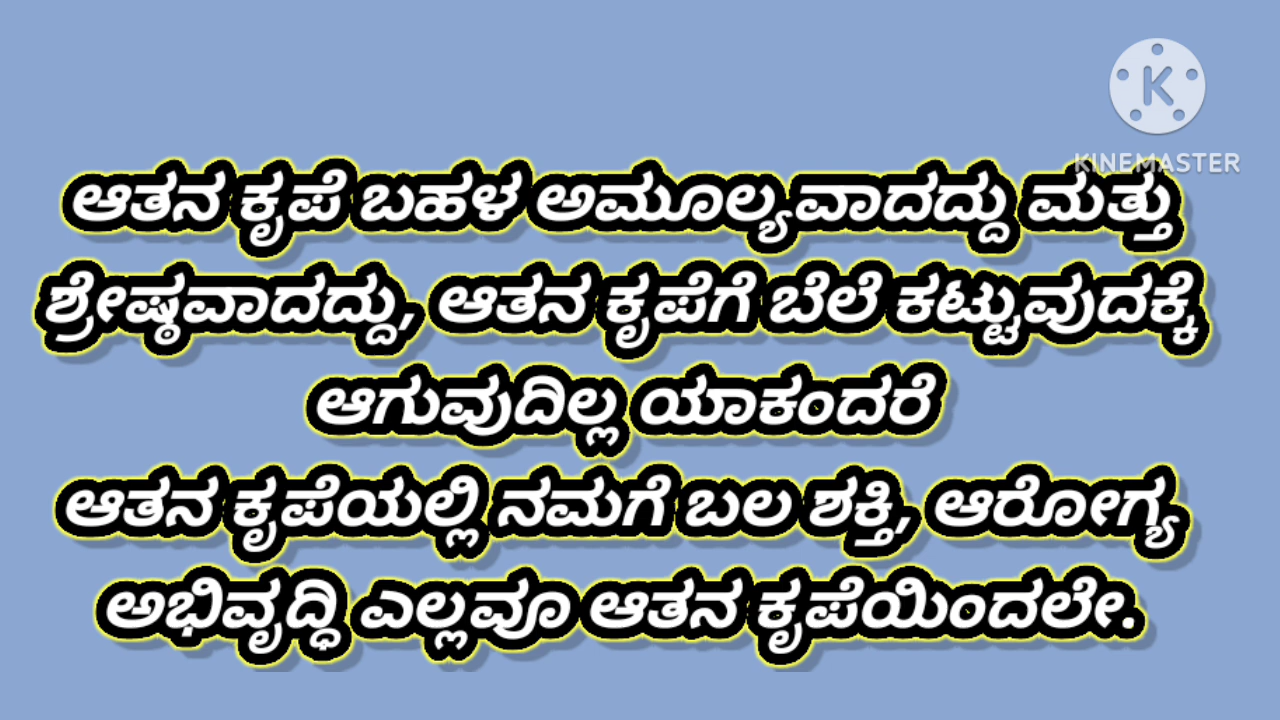 KINEMASTER
ಆತನ ಕೃಪೆ ಬಹಳ ಅಮೂಲ್ಯವಾದದ್ದು ಮತ್ತು
ಶ್ರೇಷ್ಠವಾದದ್ದು, ಆತನ ಕೃಪೆಗೆ ಬೆಲೆ ಕಟ್ಟುವುದಕ್ಕೆ
ಆಗುವುದಿಲ್ಲ ಯಾಕಂದರೆ
ಆತನ ಕೃಪೆಯಲ್ಲಿ ನಮಗೆ ಬಲ ಶಕ್ತಿ, ಆರೋಗ್ಯ
ಅಭಿವೃದ್ಧಿ ಎಲ್ಲವೂ ಆತನ ಕೃಪೆಯಿಂದಲೇ.